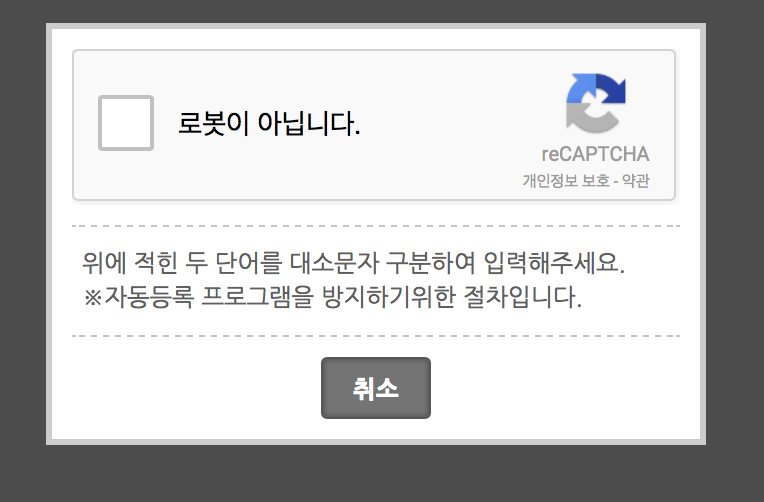 로봇이 아닙니다.
reCAPTCHA
개인정보 보호 - 약관
위에 적힌 두 단어를 대소문자 구분하여 입력해주세요.
※자동등록 프로그램을 방지하기위한 절차입니다.
취소